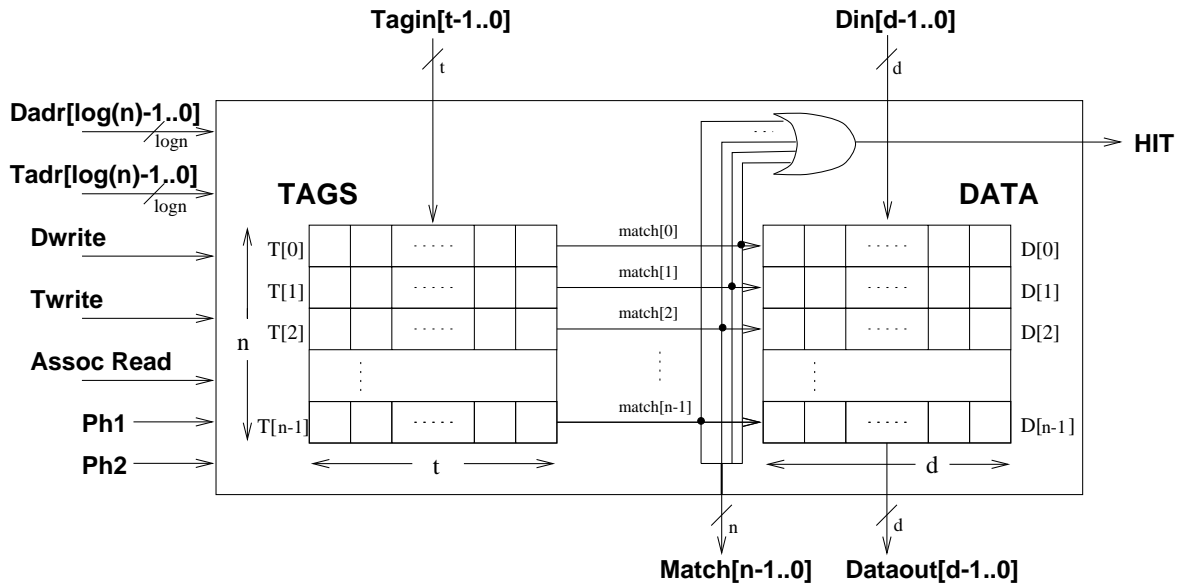 Tagin[t-1..0]
Din[d-1..0]
t
d
Dadr[log(n)-1..0]
logn
HIT
Tadr[log(n)-1..0]
logn
TAGS
DATA
Dwrite
T[0]
match[0]
D[0]
T[1]
match[1]
D[1]
Twrite
T[2]
match[2]
D[2]
n
Assoc Read
Ph1
T[n-1]
match[n-1]
D[n-1]
Ph2
t
d
n
d
Match[n-1..0]
Dataout[d-1..0]